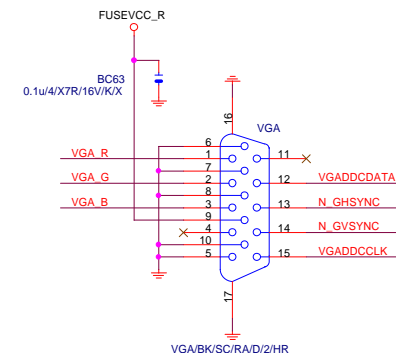 FUSEVCC_R
BC63
0.1u/4/X7R/16V/K/X
16
VGA
6
VGA_R 1 11
7
VGA_G 2 12 VGADDCDATA
8
VGA_B 3 13 N_GHSYNC
9
4 14 N_GVSYNC
10
5 15 VGADDCCLK
17
VGA/BK/SC/RA/D/2/HR